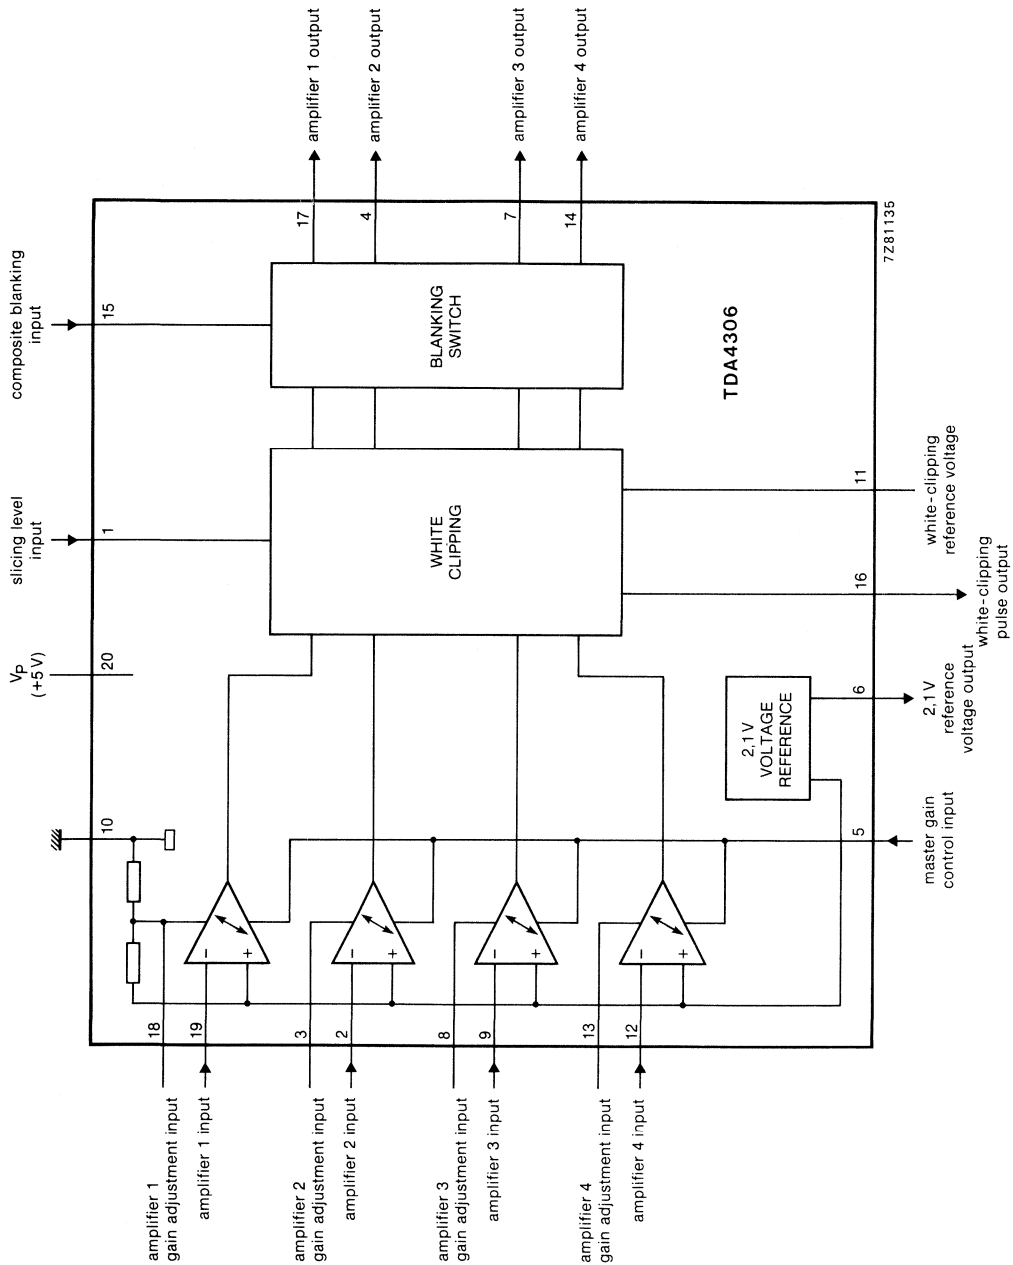 amplifier 1 output
amplifier 2 output
amplifier 3 output
amplifier 4 output
17
4
7
14
7Z81135
composite blanking
input
15
BLANKING
SWITCH
TDA4306
slicing level
input
1
WHITE
CLIPPING
11
white-clipping
reference voltage
16
white-clipping
pulse output
VP
(+5 V)
20
2,1 V
VOLTAGE
REFERENCE
6
2,1 V
reference
voltage output
10
5
master gain
control input
−
+
−
+
−
+
−
+
18
19
3
2
8
9
13
12
amplifier 1
gain adjustment input
amplifier 1 input
amplifier 2
gain adjustment input
amplifier 2 input
amplifier 3
gain adjustment input
amplifier 3 input
amplifier 4
gain adjustment input
amplifier 4 input